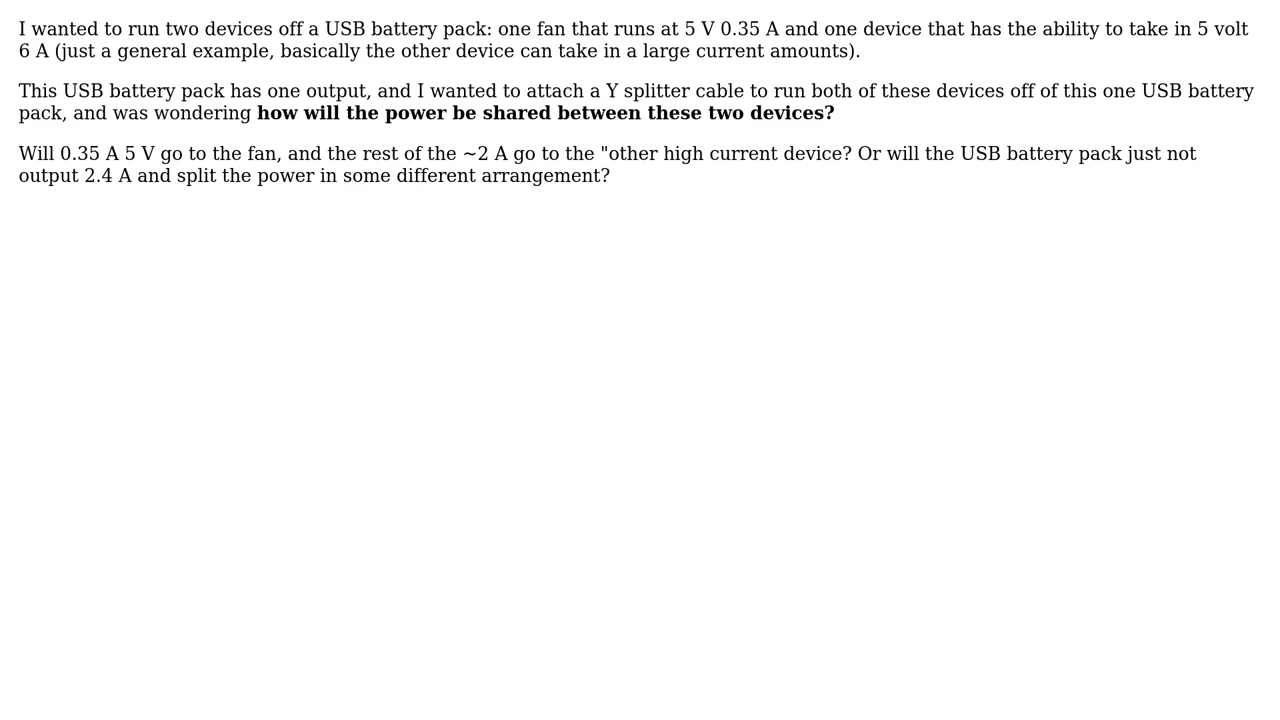 I wanted to run two devices off a USB battery pack: one fan that runs at 5 V 0.35 A and one device that has the ability to take in 5 volt
6 A (just a general example, basically the other device can take in a large current amounts).
This USB battery pack has one output, and I wanted to attach a Y splitter cable to run both of these devices off of this one USB battery
pack, and was wondering how will the power be shared between these two devices?
Will 0.35 A 5 V go to the fan, and the rest of the ~2 A go to the "other high current device? Or will the USB battery pack just not
output 2.4 A and split the power in some different arrangement?